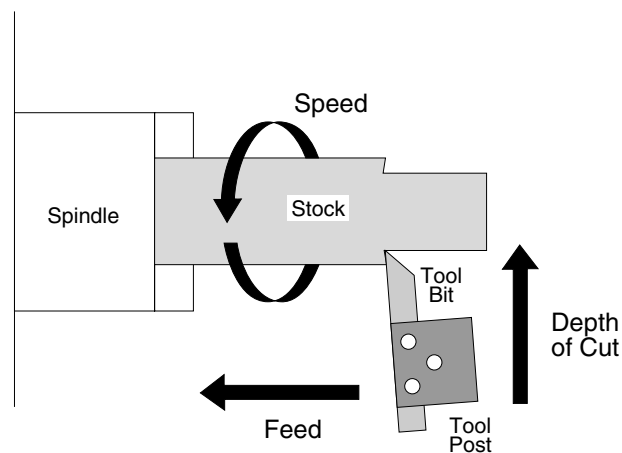 Speed
Spindle
Stock
Tool
Bit
Depth
of Cut
Feed
Tool
Post